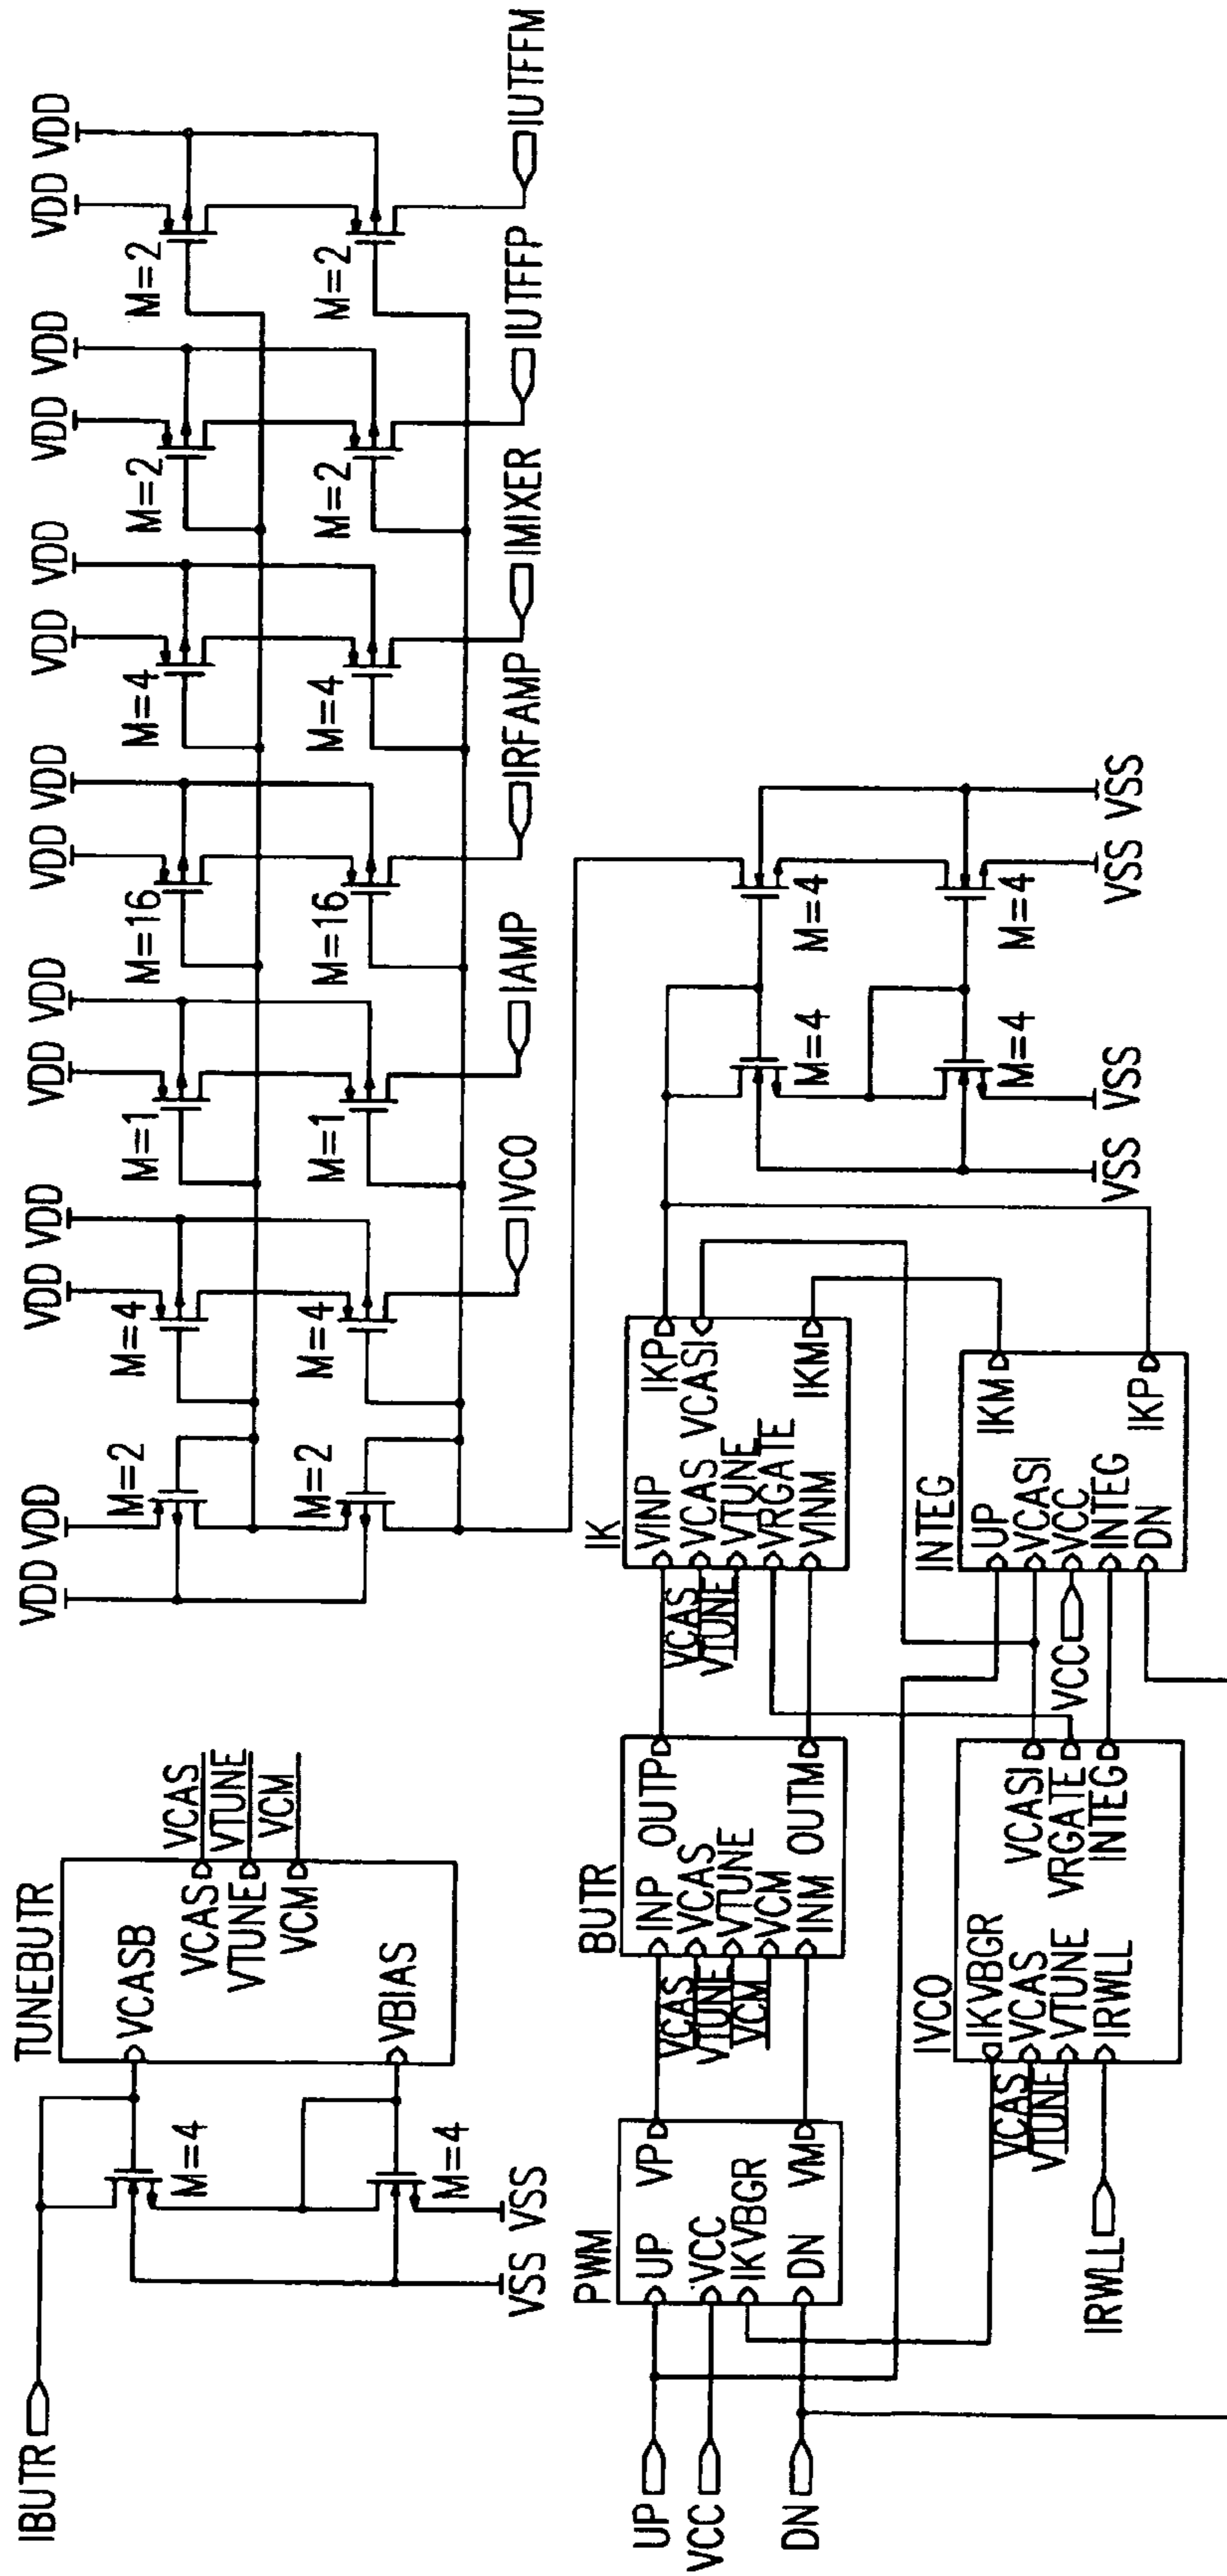 IBUTR
M=4
M=4
VSS VSS
TUNEBUTR
VCASB
VBIAS
VCAS
VTUNE
VCM
VCAS
VTUNE
VCM
VDD VDD
M=2
M=2
VDD VDD
M=4
M=4
IVCO
VDD VDD
M=1
M=1
IAMP
VDD VDD
M=16
M=16
IRFAMP
VDD VDD
M=4
M=4
IMIXER
VDD VDD
M=2
M=2
IUTFFP
VDD VDD
M=2
M=2
IUTFFM
UP
VCC
DN
PWM
UP
VCC
IKVBGR
DN
VP
VM
VCAS
VTUNE
VCM
BUTR
INP
VCAS
VTUNE
VCM
INM
OUTP
OUTM
VCAS
VTUNE
IK
VINP
VCAS
VTUNE
VRGATE
VINM
IKP
VCASI
IKM
M=4
M=4
M=4
M=4
VSS
VSS
VSS VSS
IRWLL
VCAS
VTUNE
IVCO
IKVBGR
VCAS
VTUNE
IRWLL
VCASI
VRGATE
INTEG
VCC
INTEG
UP
VCASI
VCC
INTEG
DN
IKM
IKP